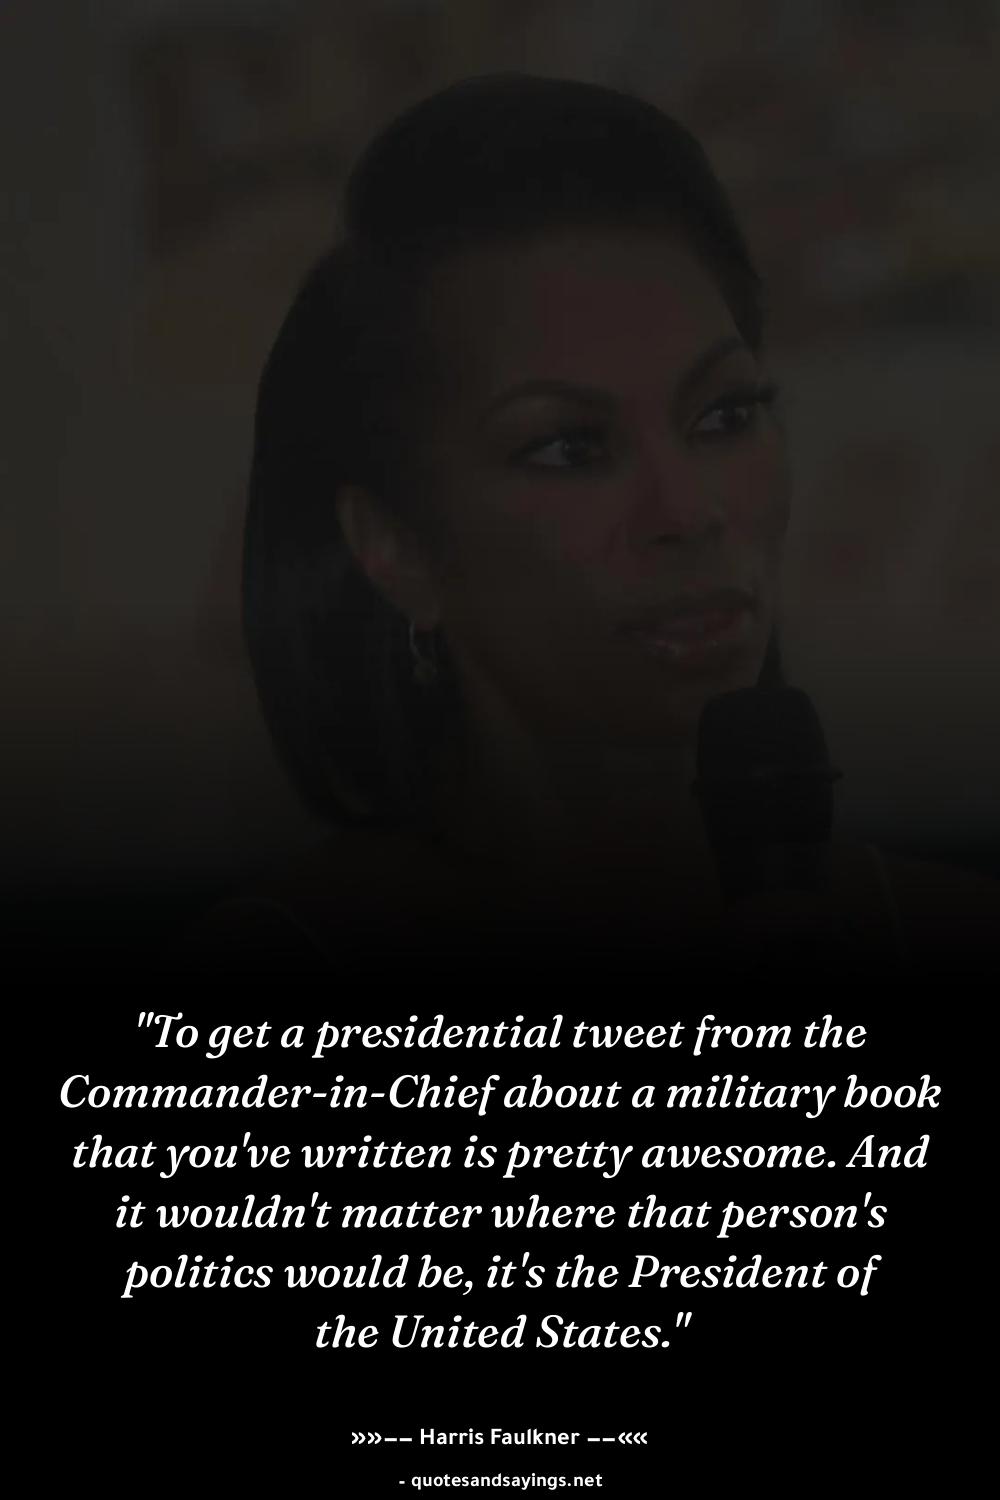 "To get a presidential tweet from the
Commander-in-Chief about a military book
that you've written is pretty awesome. And
it wouldn't matter where that person's
politics would be, it's the President of
the United States."
»»−− Harris Faulkner −−««
- quotesandsayings.net